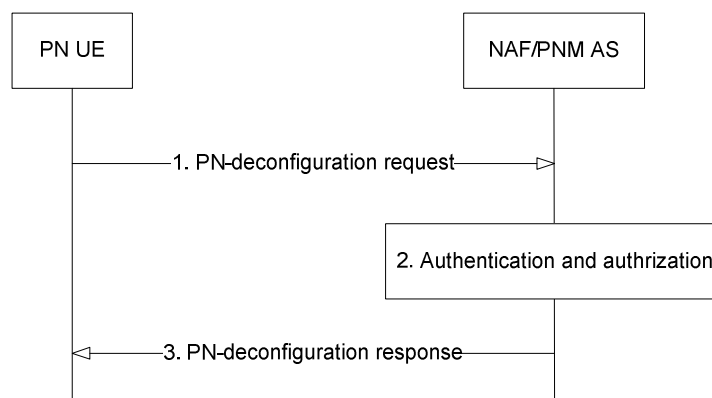 PN UE
NAF/PNM AS
1. PN-deconfiguration request
2. Authentication and authrization
3. PN-deconfiguration response